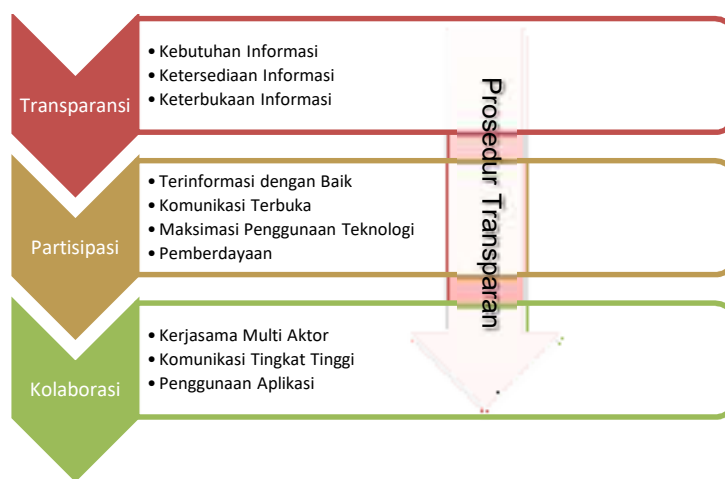 Transparansi
• Kebutuhan Informasi
• Ketersediaan Informasi
• Keterbukaan Informasi
Partisipasi
• Terinformasi dengan Baik
• Komunikasi Terbuka
• Maksimasi Penggunaan Teknologi
• Pemberdayaan
Kolaborasi
• Kerjasama Multi Aktor
• Komunikasi Tingkat Tinggi
• Penggunaan Aplikasi
Prosedur Transparan